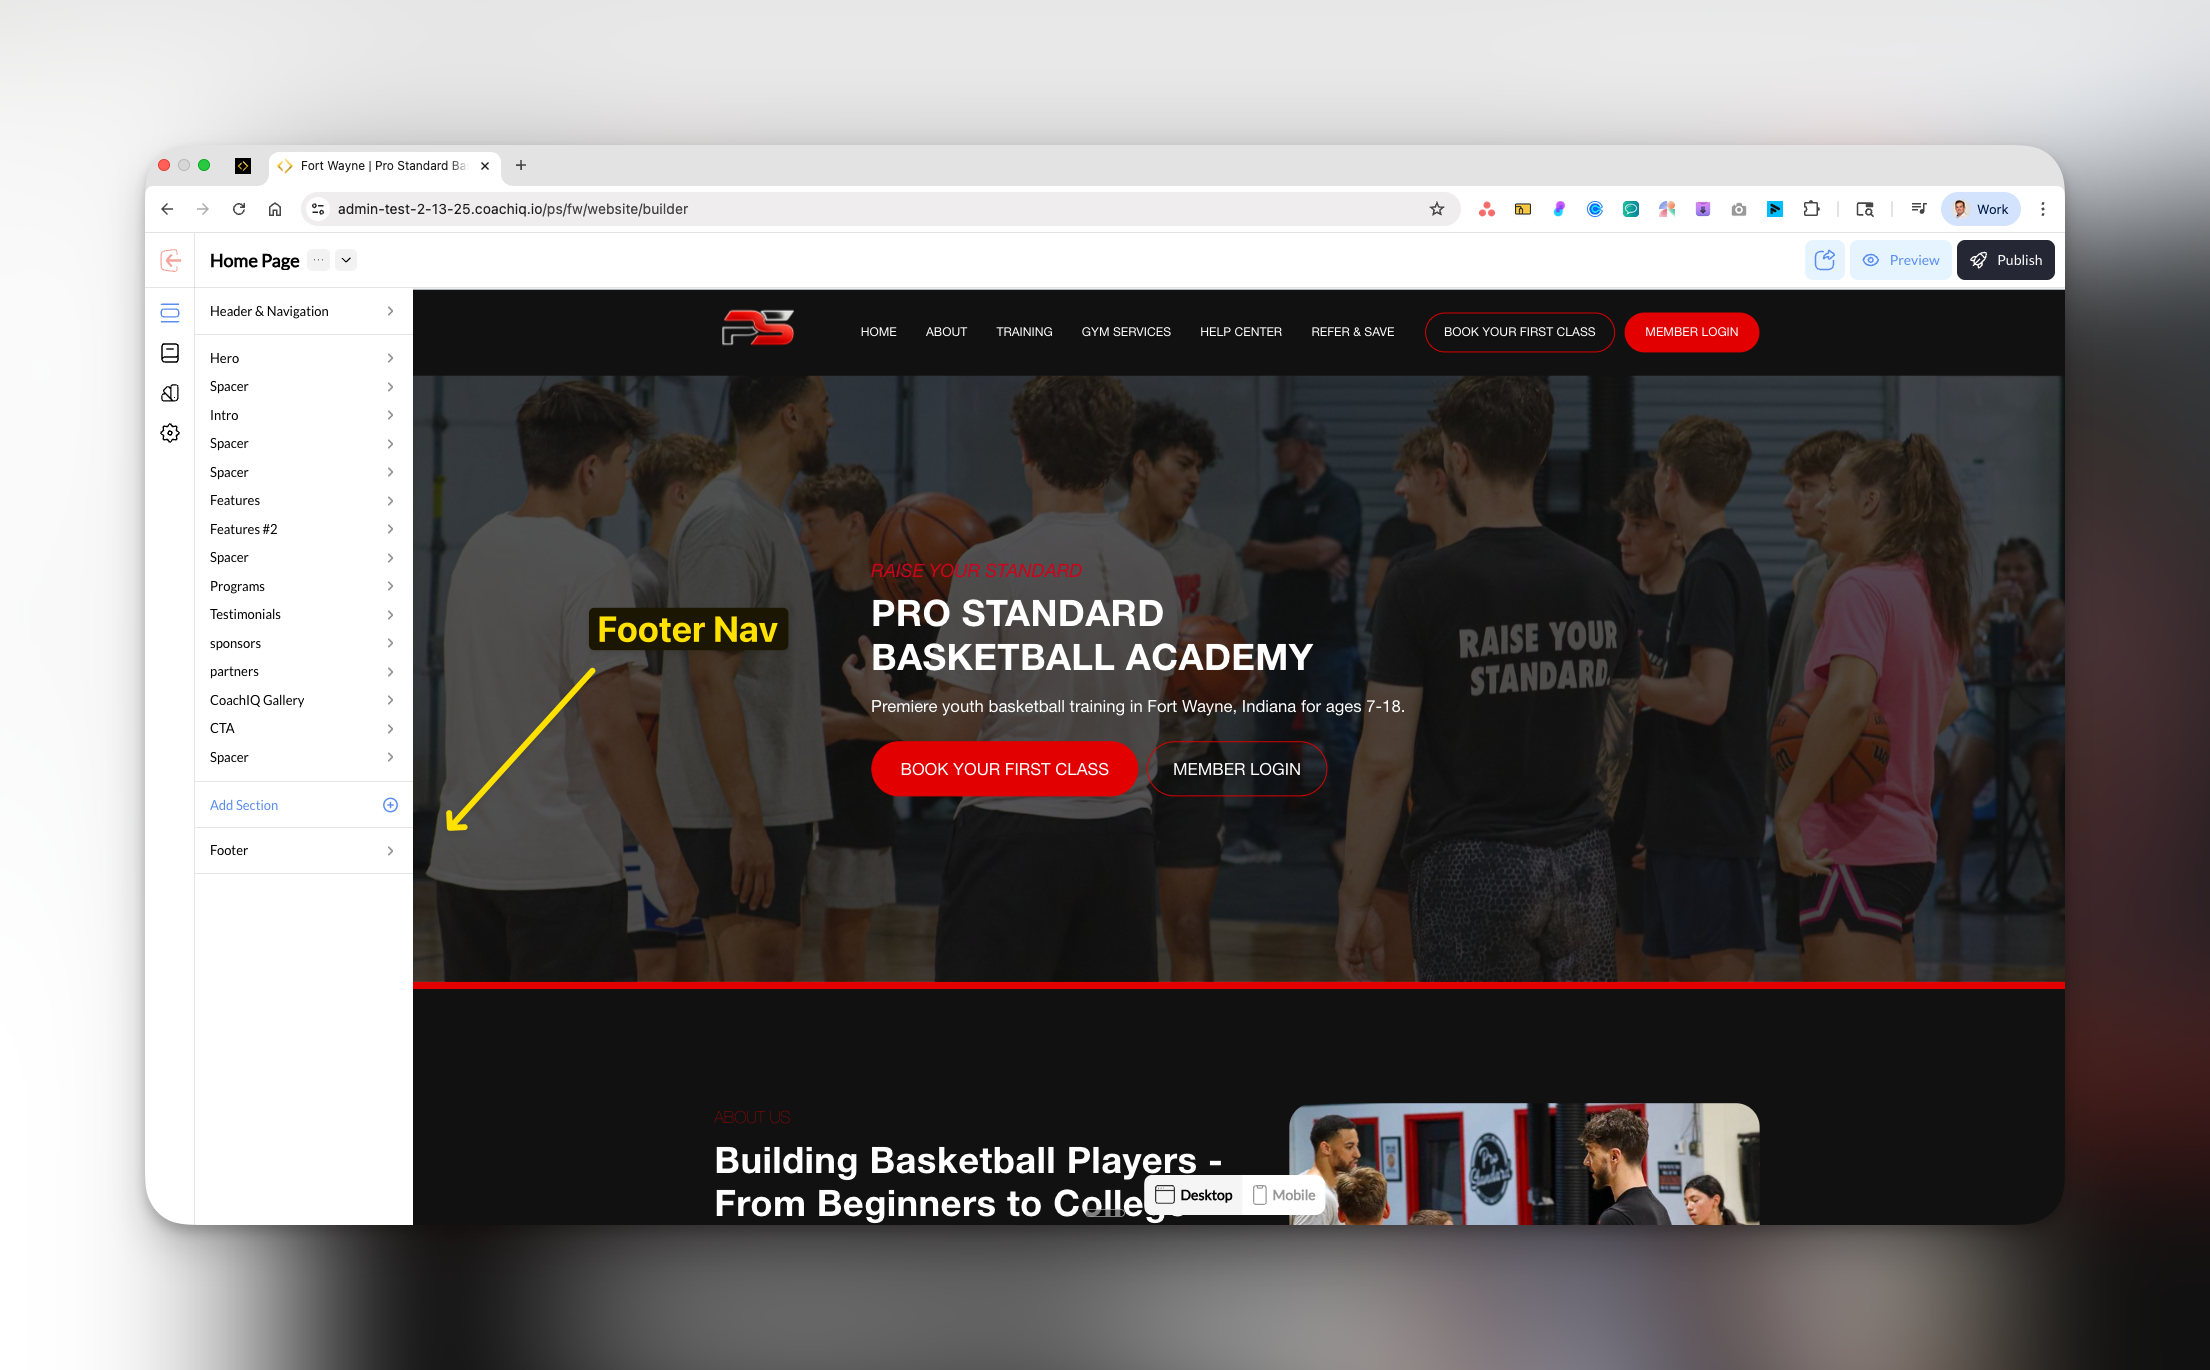 Fort Wayne | Pro Standard Ba
admin-test-2-13-25.coachiq.io/ps/fw/website/builder
Work
Home Page
Preview
Publish
Header & Navigation
Hero
Spacer
Intro
Spacer
Spacer
Features
Features #2
Spacer
Programs
Testimonials
sponsors
partners
CoachIQ Gallery
CTA
Spacer
Add Section
Footer
PS
HOME
ABOUT
TRAINING
GYM SERVICES
HELP CENTER
REFER & SAVE
BOOK YOUR FIRST CLASS
MEMBER LOGIN
Footer Nav
RAISE YOUR STANDARD
PRO STANDARD
BASKETBALL ACADEMY
Premiere youth basketball training in Fort Wayne, Indiana for ages 7-18.
BOOK YOUR FIRST CLASS
MEMBER LOGIN
RAISE YOUR
STANDARD.
ABOUT US
Building Basketball Players -
From Beginners to College
Desktop
Mobile
Pro
Standard